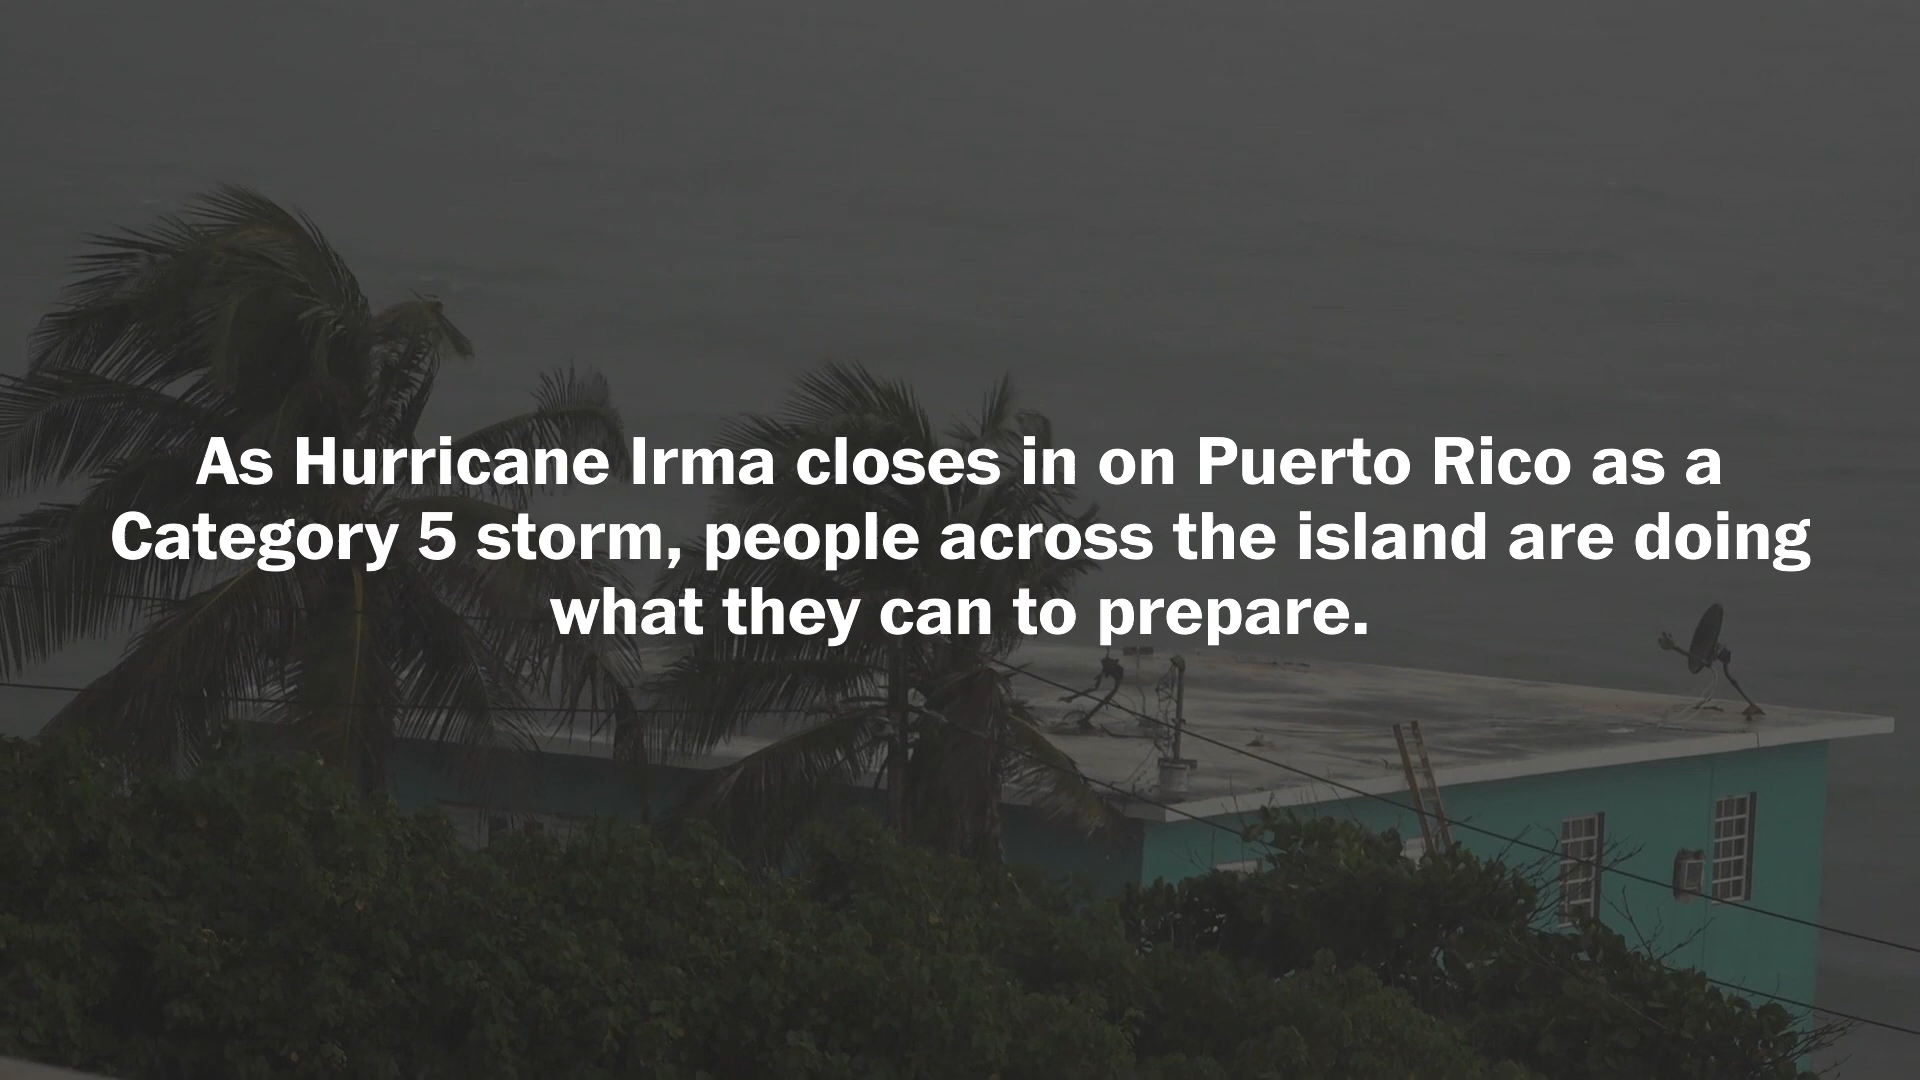 As Hurricane Irma closes in on Puerto Rico as a
Category 5 storm, people across the island are doing
what they can to prepare.